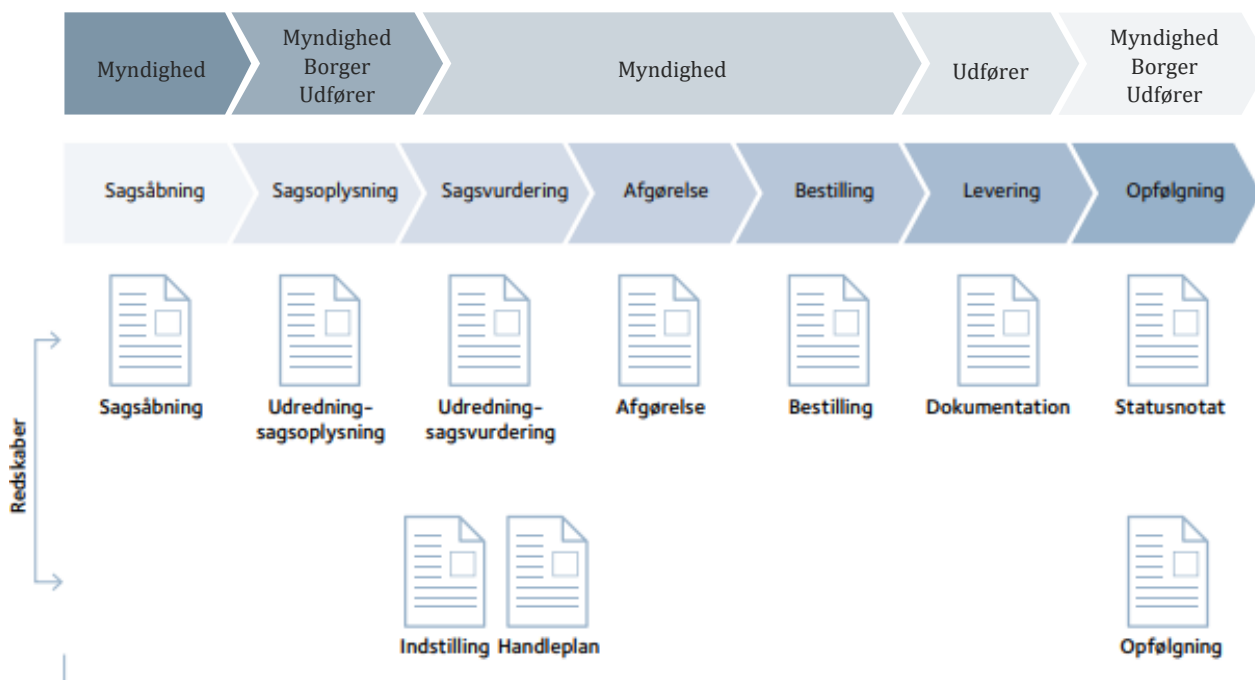 Myndighed
Myndighed
Borger
Udfører
Myndighed
Udfører
Myndighed
Borger
Udfører
Sagsåbning
Sagsoplysning
Sagsvurdering
Afgørelse
Bestilling
Levering
Opfølgning
Redskaber
Sagsåbning
Udredning-
sagsoplysning
Udredning-
sagsvurdering
Afgørelse
Bestilling
Dokumentation
Statusnotat
Indstilling
Handleplan
Opfølgning